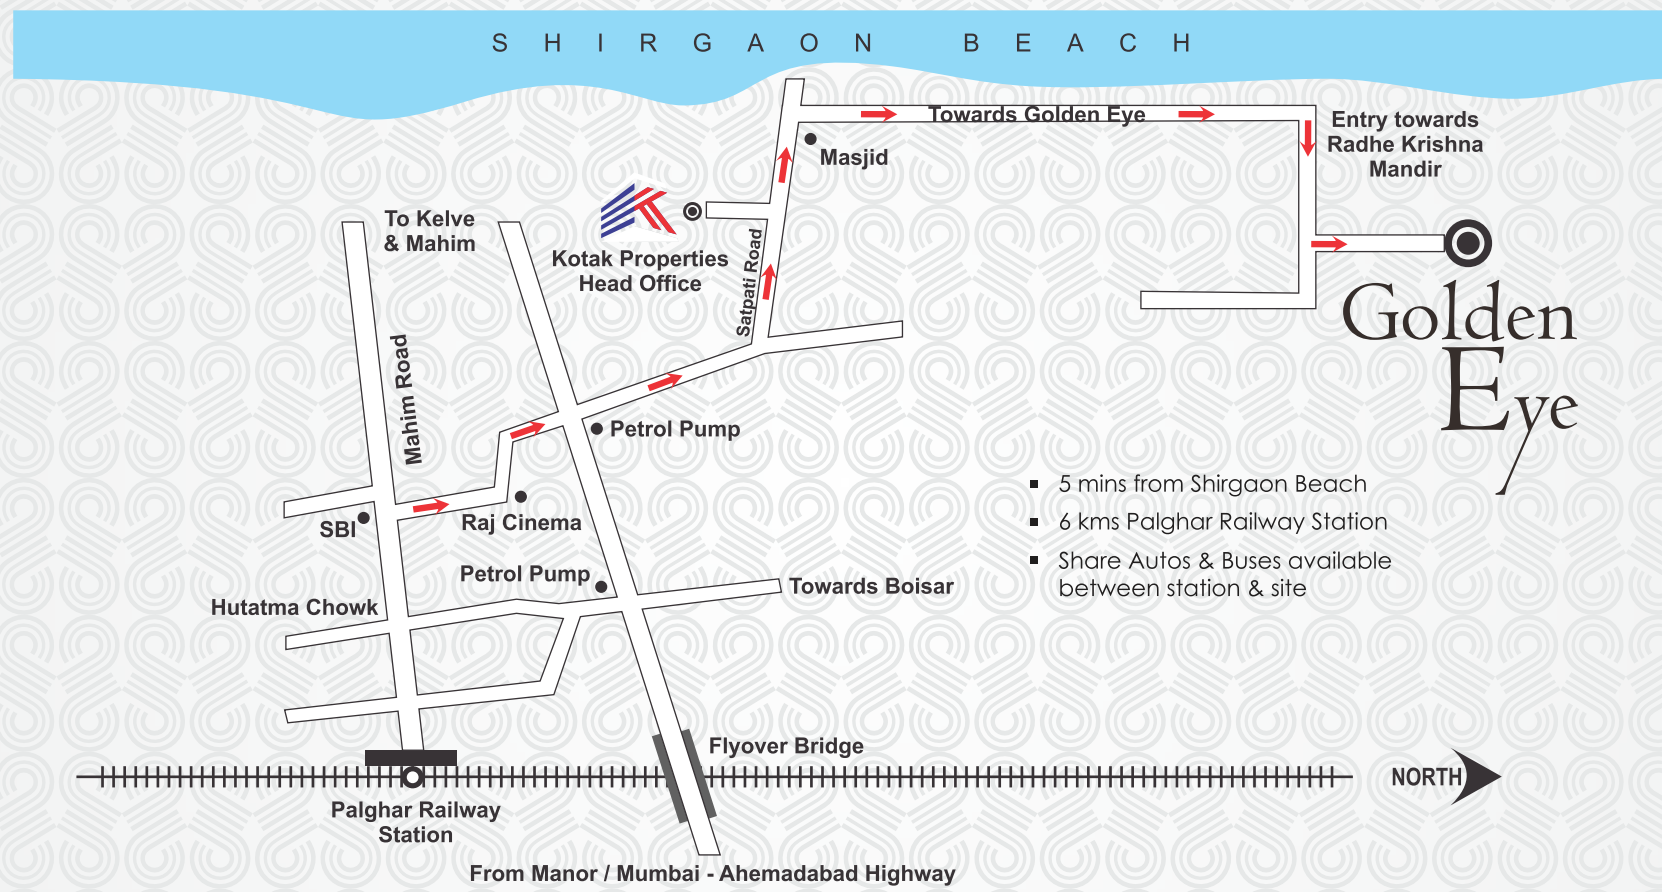 SHIRGAON BEACH
Towards Golden Eye
Entry towards
Radhe Krishna
Mandir
Masjid
To Kelve
& Mahim
Kotak Properties
Head Office
Satpati Road
Golden
Eye
Mahim Road
Petrol Pump
SBI
Raj Cinema
5 mins from Shirgaon Beach
6 kms Palghar Railway Station
Share Autos & Buses available
between station & site
Petrol Pump
Towards Boisar
Hutatma Chowk
Flyover Bridge
NORTH
Palghar Railway
Station
From Manor / Mumbai - Ahemadabad Highway